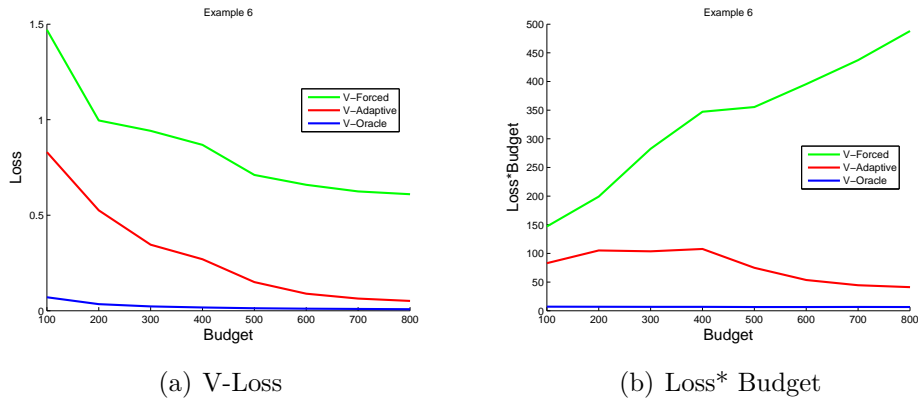 Example 6
1.5
1
0.5
0
Loss
V-Forced
V-Adaptive
V-Oracle
100 200 300 400 500 600 700 800
Budget
(a) V-Loss
Example 6
500
450
400
350
300
250
200
150
100
50
0
Loss*Budget
V-Forced
V-Adaptive
V-Oracle
100 200 300 400 500 600 700 800
Budget
(b) Loss* Budget